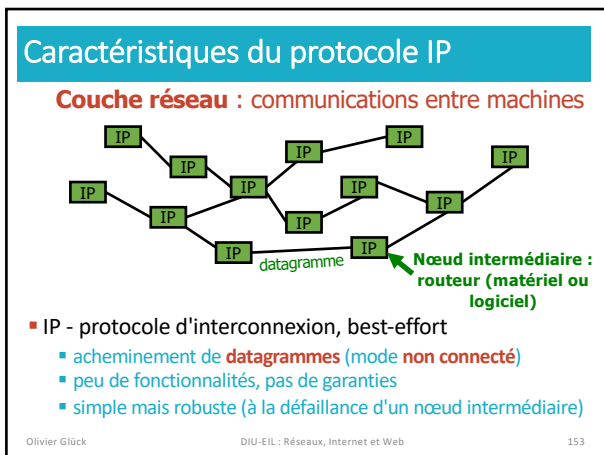 Caractéristiques du protocole IP
Couche réseau : communications entre machines
IP
IP
IP
IP
IP
IP
IP
IP
IP
IP
IP
IP
IP
datagramme
Nœud intermédiaire :
routeur (matériel ou
logiciel)
IP - protocole d'interconnexion, best-effort
acheminement de datagrammes (mode non connecté)
peu de fonctionnalités, pas de garanties
simple mais robuste (à la défaillance d'un nœud intermédiaire)
Olivier Glück
DIU-EIL : Réseaux, Internet et Web
153